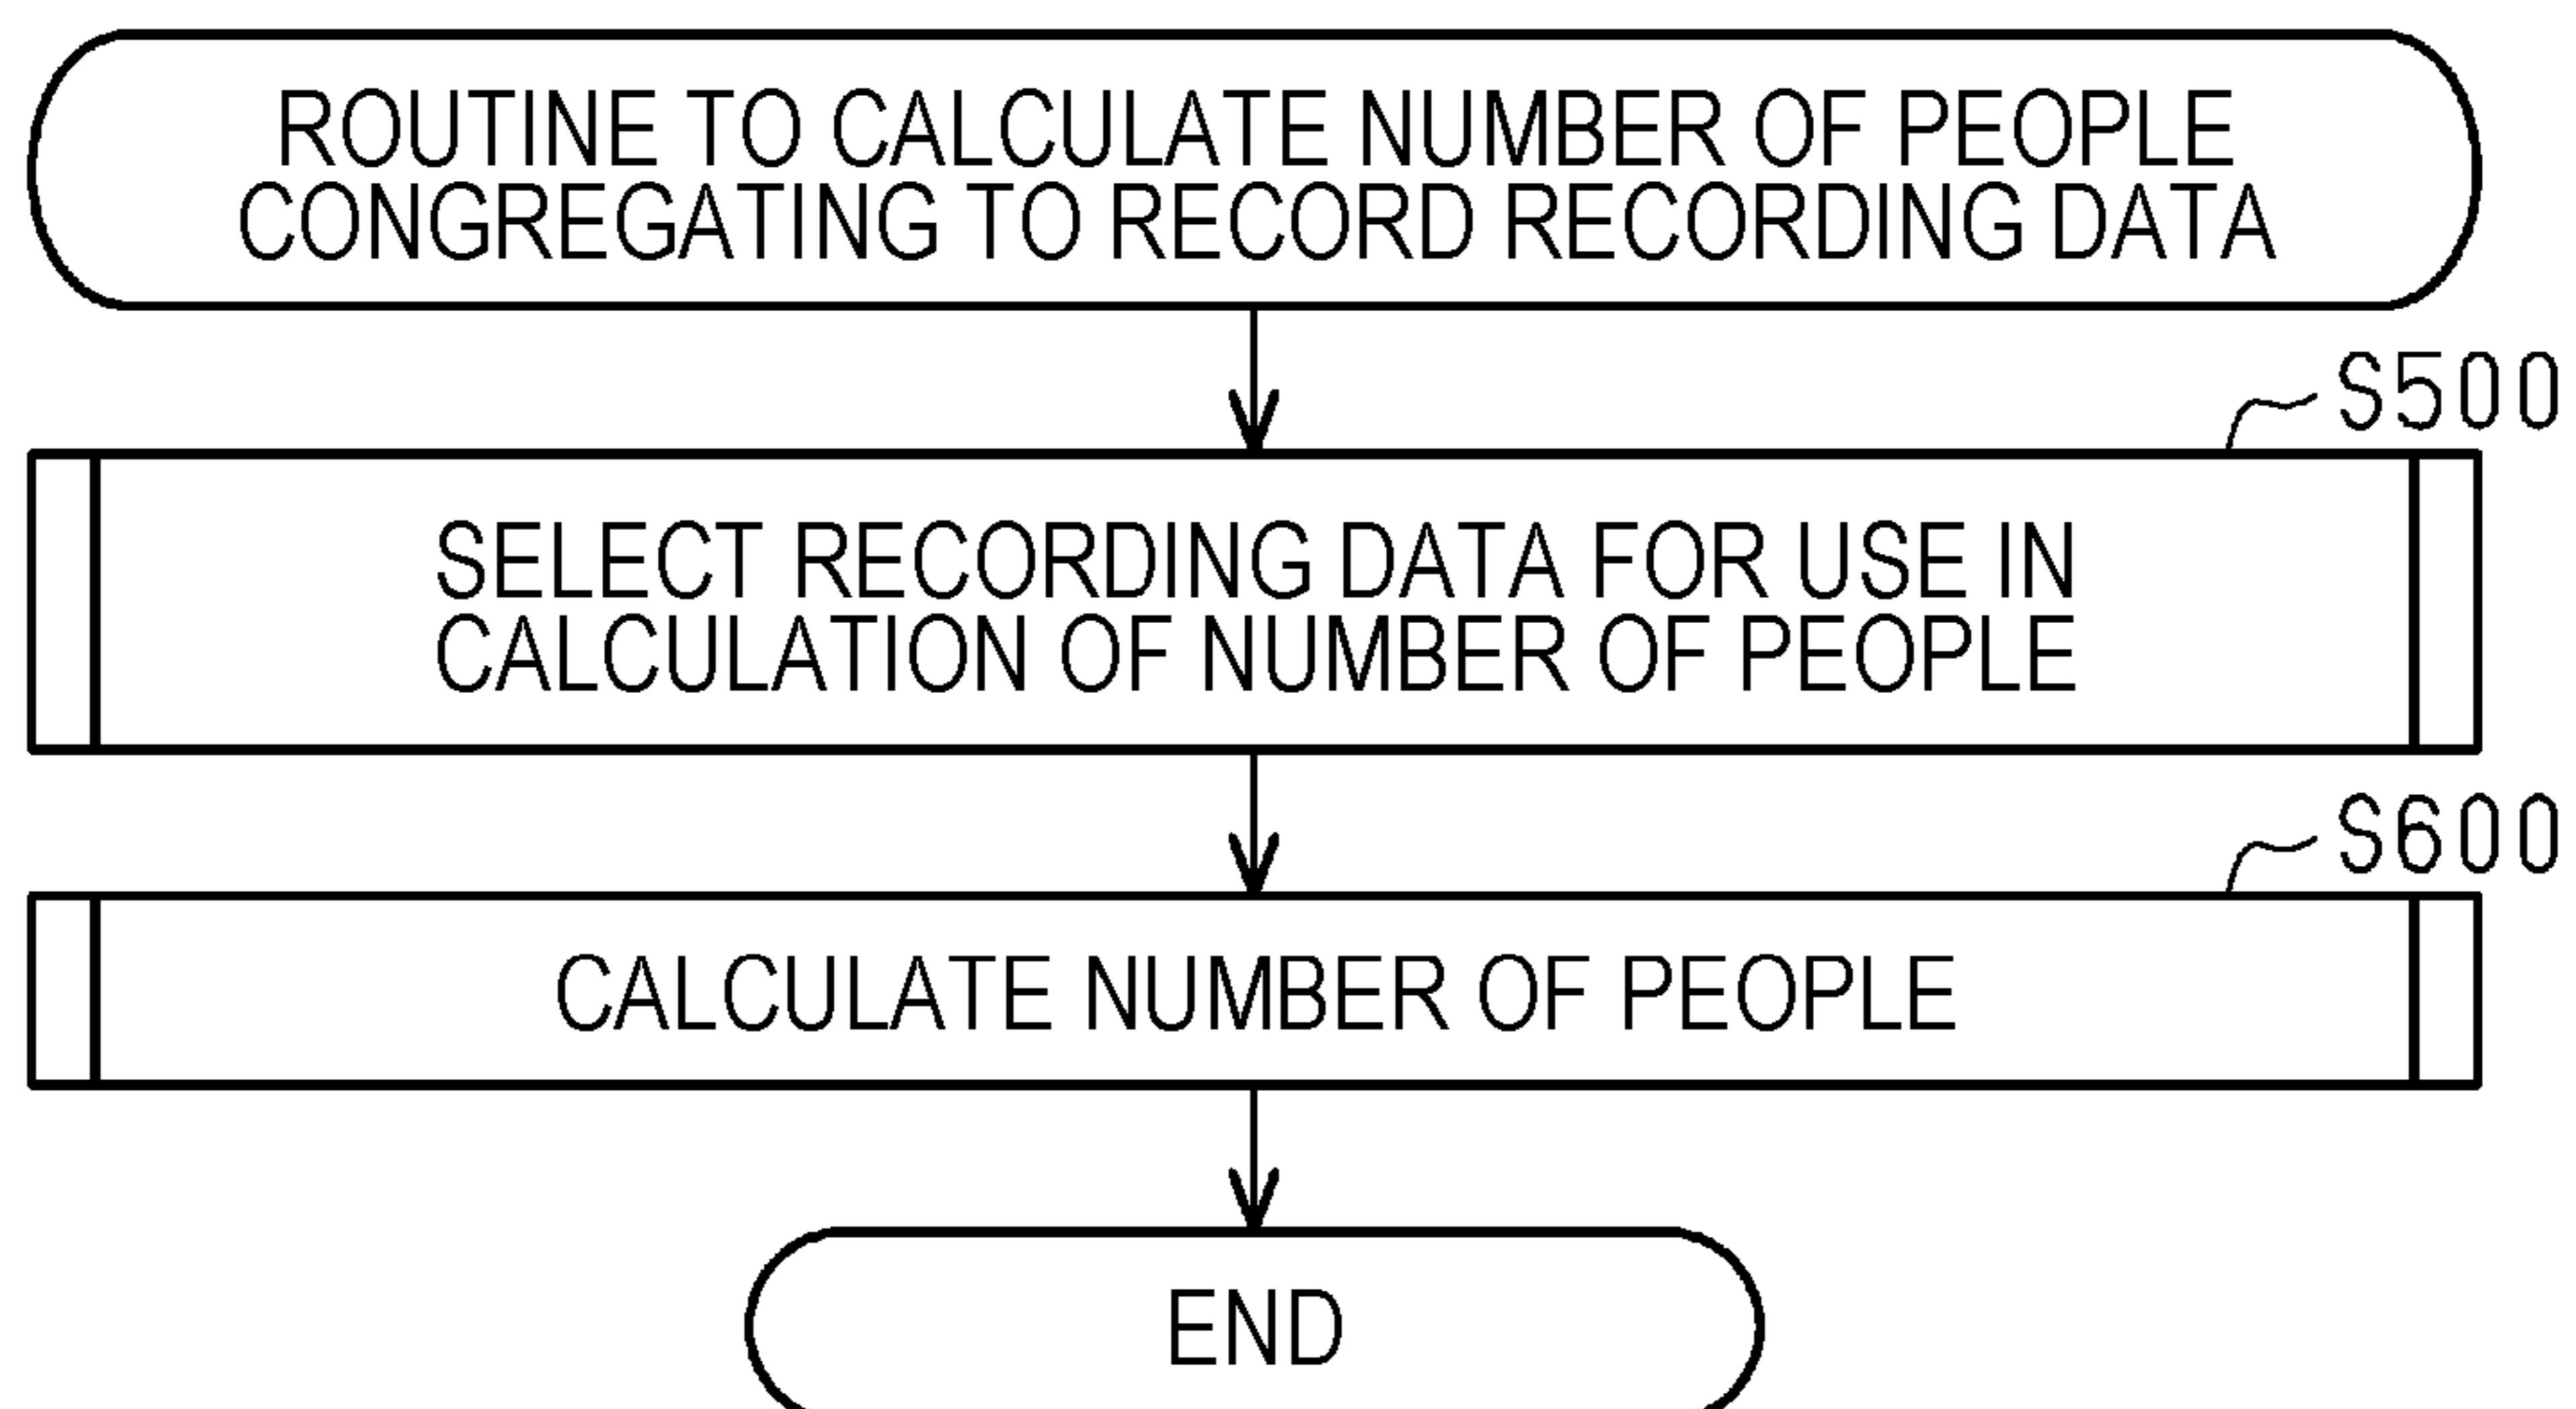 ROUTINE TO CALCULATE NUMBER OF PEOPLE
CONGREGATING TO RECORD RECORDING DATA
S500
SELECT RECORDING DATA FOR USE IN
CALCULATION OF NUMBER OF PEOPLE
S600
CALCULATE NUMBER OF PEOPLE
END